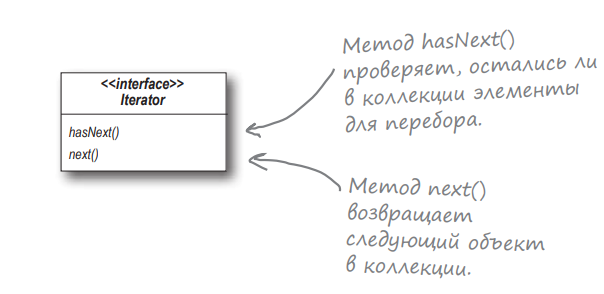 <<interface>>
Iterator
hasNext()
next()
Метод hasNext()
проверяет, остались ли
в коллекции элементы
для перебора.
Метод next()
возвращает
следующий объект
в коллекции.